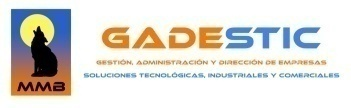 GADESTIC
GESTIÓN, ADMINISTRACIÓN Y DIRECCIÓN DE EMPRESAS
SOLUCIONES TECNOLÓGICAS, INDUSTRIALES Y COMERCIALES
MMB